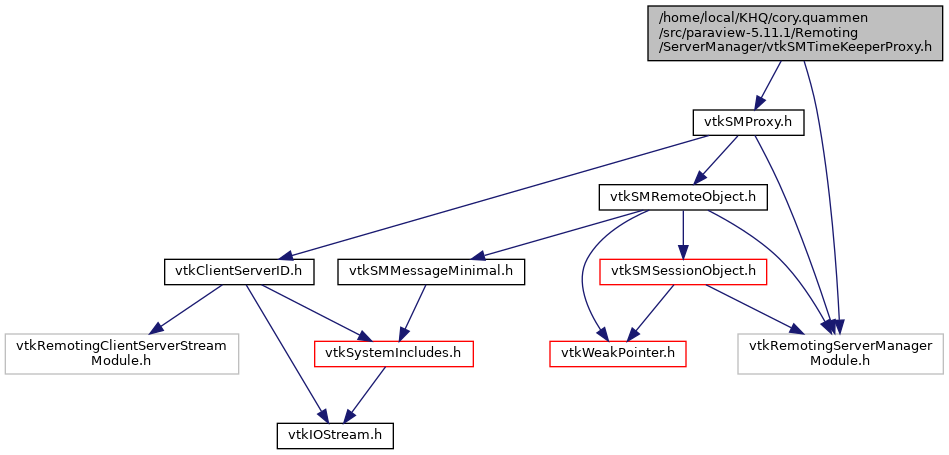 /home/local/KHQ/cory.quammen
/src/paraview-5.11.1/Remoting
/ServerManager/vtkSMTimeKeeperProxy.h
vtkSMProxy.h
vtkSMRemoteObject.h
vtkClientServerID.h
vtkSMMessageMinimal.h
vtkSMSessionObject.h
vtkRemotingClientServerStream
Module.h
vtkSystemIncludes.h
vtkWeakPointer.h
vtkRemotingServerManager
Module.h
vtkIOStream.h